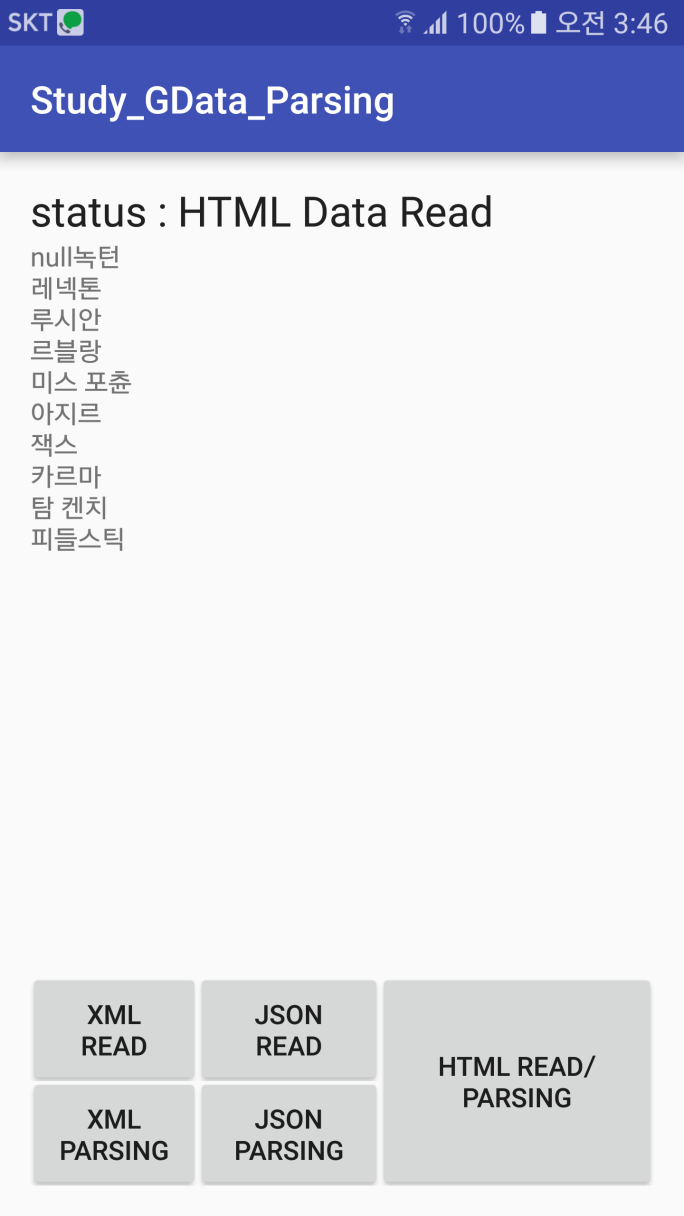 SKT 100% 오전 3:46
Study_GData_Parsing
status : HTML Data Read
null녹턴
레넥톤
루시안
르블랑
미스 포츈
아지르
잭스
카르마
탐 켄치
피들스틱
XML
READ
JSON
READ
HTML READ/
PARSING
XML
PARSING
JSON
PARSING